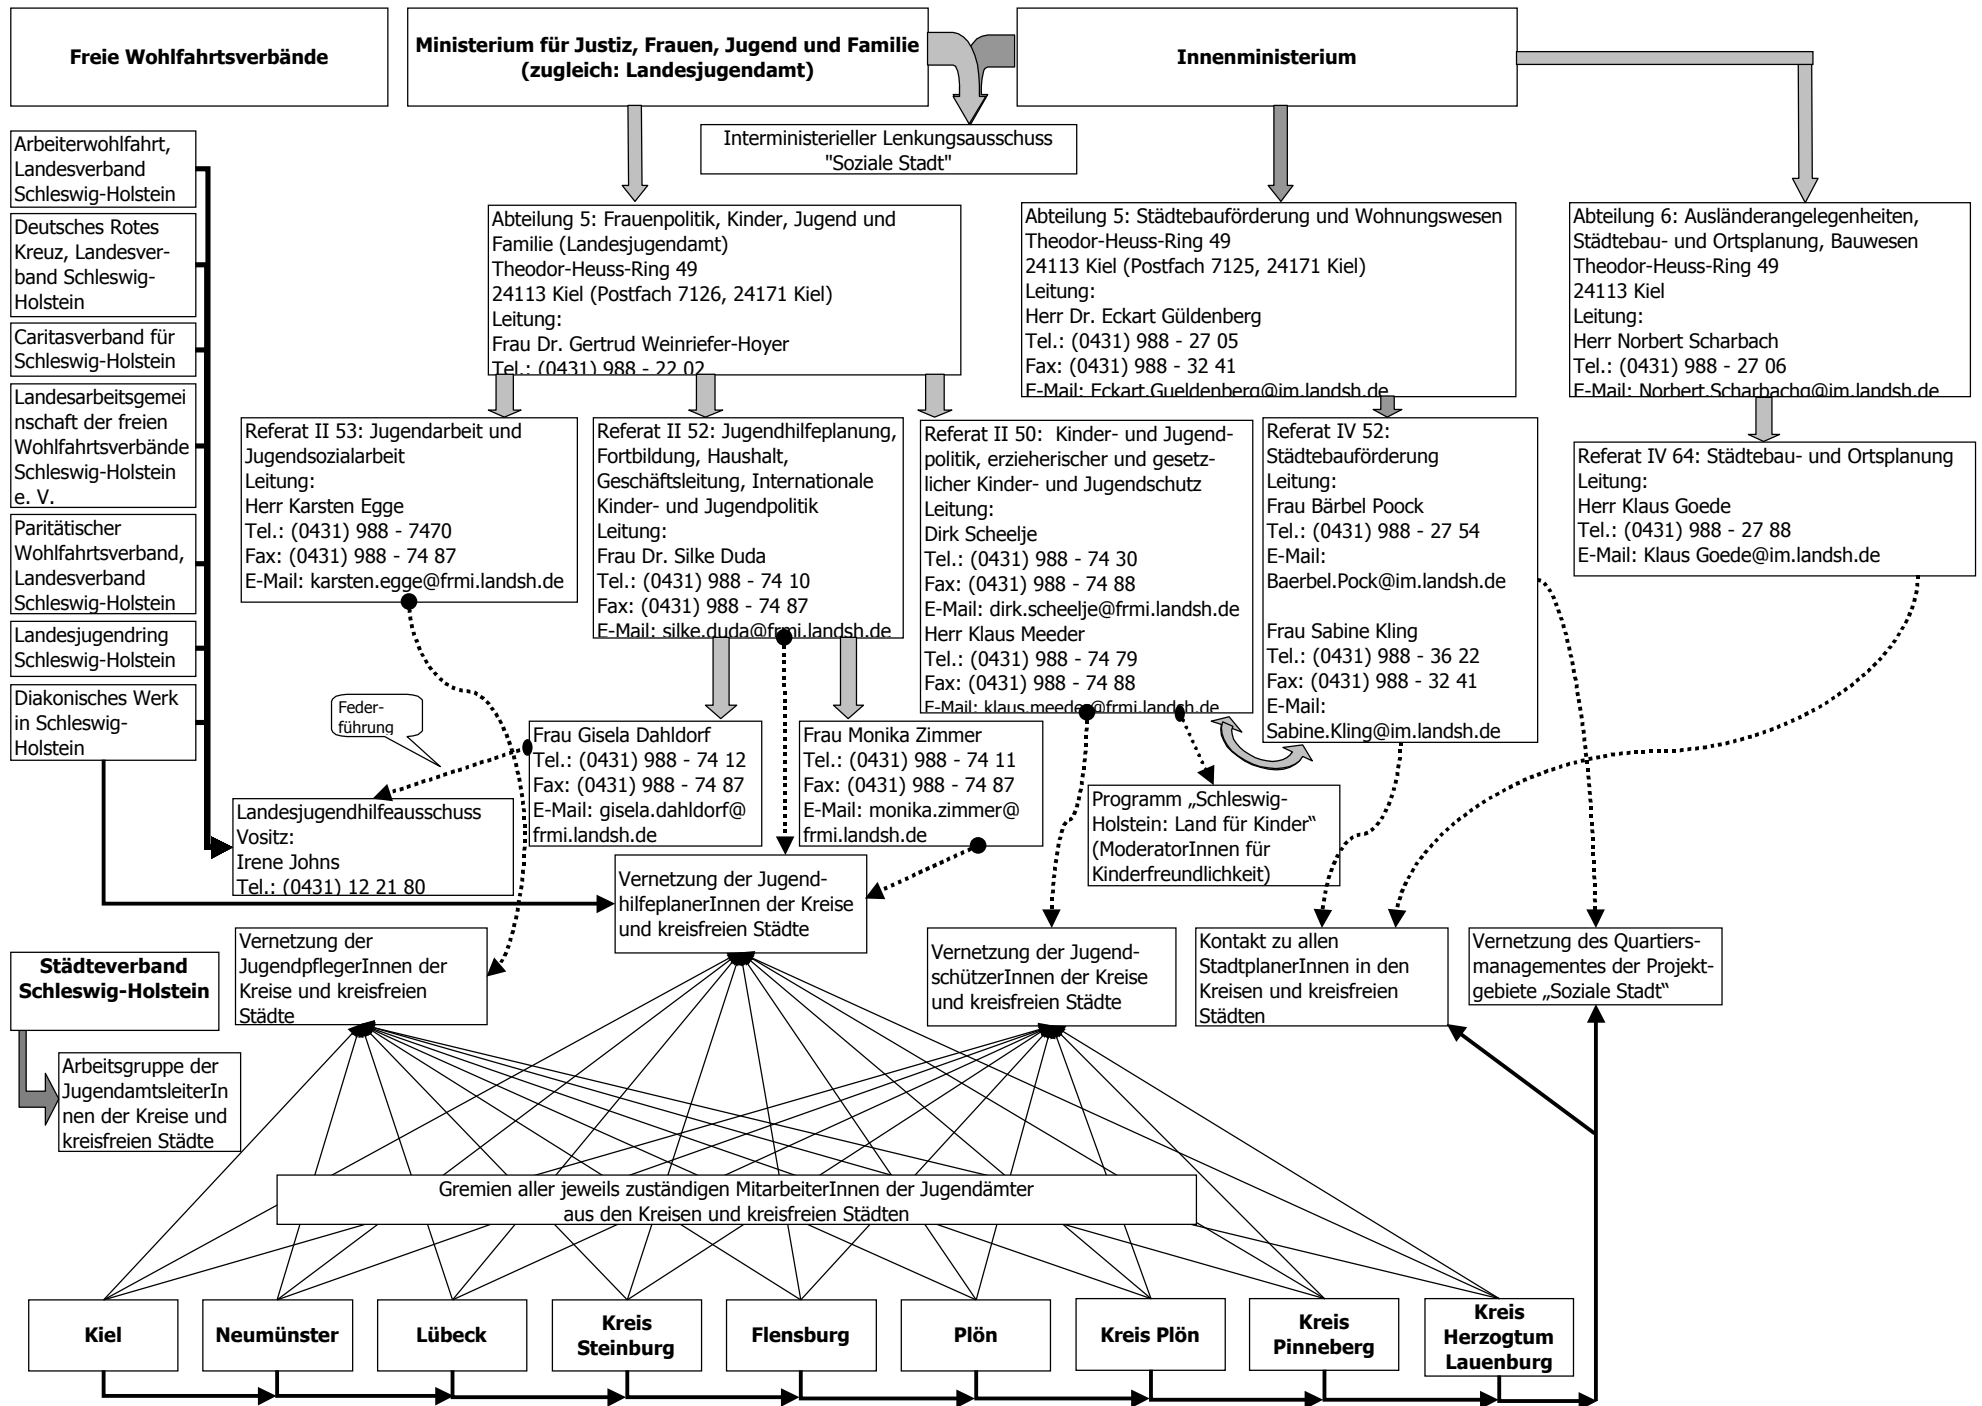 Freie Wohlfahrtsverbände
Ministerium für Justiz, Frauen, Jugend und Familie
(zugleich: Landesjugendamt)
Innenministerium
Interministerieller Lenkungsausschuss
"Soziale Stadt"
Arbeiterwohlfahrt,
Landesverband
Schleswig-Holstein
Deutsches Rotes
Kreuz, Landesver-
band Schleswig-
Holstein
Caritasverband für
Schleswig-Holstein
Landesarbeitsgemei
nschaft der freien
Wohlfahrtsverbände
Schleswig-Holstein
e. V.
Paritätischer
Wohlfahrtsverband,
Landesverband
Schleswig-Holstein
Landesjugendring
Schleswig-Holstein
Diakonisches Werk
in Schleswig-
Holstein
Abteilung 5: Frauenpolitik, Kinder, Jugend und
Familie (Landesjugendamt)
Theodor-Heuss-Ring 49
24113 Kiel (Postfach 7126, 24171 Kiel)
Leitung:
Frau Dr. Gertrud Weinriefer-Hoyer
Tel.: (0431) 988 - 22 02
Abteilung 5: Städtebauförderung und Wohnungswesen
Theodor-Heuss-Ring 49
24113 Kiel (Postfach 7125, 24171 Kiel)
Leitung:
Herr Dr. Eckart Güldenberg
Tel.: (0431) 988 - 27 05
Fax: (0431) 988 - 32 41
E-Mail: Eckart.Gueldenberg@im.landsh.de
Abteilung 6: Ausländerangelegenheiten,
Städtebau- und Ortsplanung, Bauwesen
Theodor-Heuss-Ring 49
24113 Kiel
Leitung:
Herr Norbert Scharbach
Tel.: (0431) 988 - 27 06
E-Mail: Norbert.Scharbachg@im.landsh.de
Referat II 53: Jugendarbeit und
Jugendsozialarbeit
Leitung:
Herr Karsten Egge
Tel.: (0431) 988 - 7470
Fax: (0431) 988 - 74 87
E-Mail: karsten.egge@frmi.landsh.de
Referat II 52: Jugendhilfeplanung,
Fortbildung, Haushalt,
Geschäftsleitung, Internationale
Kinder- und Jugendpolitik
Leitung:
Frau Dr. Silke Duda
Tel.: (0431) 988 - 74 10
Fax: (0431) 988 - 74 87
E-Mail: silke.duda@frmi.landsh.de
Referat II 50: Kinder- und Jugend-
politik, erzieherischer und gesetz-
licher Kinder- und Jugendschutz
Leitung:
Dirk Scheelje
Tel.: (0431) 988 - 74 30
Fax: (0431) 988 - 74 88
E-Mail: dirk.scheelje@frmi.landsh.de
Herr Klaus Meeder
Tel.: (0431) 988 - 74 79
Fax: (0431) 988 - 74 88
E-Mail: klaus.meeder@frmi.landsh.de
Referat IV 52:
Städtebauförderung
Leitung:
Frau Bärbel Poock
Tel.: (0431) 988 - 27 54
E-Mail:
Baerbel.Pock@im.landsh.de
Frau Sabine Kling
Tel.: (0431) 988 - 36 22
Fax: (0431) 988 - 32 41
E-Mail:
Sabine.Kling@im.landsh.de
Referat IV 64: Städtebau- und Ortsplanung
Leitung:
Herr Klaus Goede
Tel.: (0431) 988 - 27 88
E-Mail: Klaus Goede@im.landsh.de
Feder-
führung
Frau Gisela Dahldorf
Tel.: (0431) 988 - 74 12
Fax: (0431) 988 - 74 87
E-Mail: gisela.dahldorf@
frmi.landsh.de
Frau Monika Zimmer
Tel.: (0431) 988 - 74 11
Fax: (0431) 988 - 74 87
E-Mail: monika.zimmer@
frmi.landsh.de
Landesjugendhilfeausschuss
Vositz:
Irene Johns
Tel.: (0431) 12 21 80
Programm „Schleswig-
Holstein: Land für Kinder“
(ModeratorInnen für
Kinderfreundlichkeit)
Vernetzung der Jugend-
hilfeplanerInnen der Kreise
und kreisfreien Städte
Vernetzung der
JugendpflegerInnen der
Kreise und kreisfreien
Städte
Vernetzung der Jugend-
schützerInnen der Kreise
und kreisfreien Städte
Kontakt zu allen
StadtplanerInnen in den
Kreisen und kreisfreien
Städten
Vernetzung des Quartiers-
managementes der Projekt-
gebiete „Soziale Stadt“
Städteverband
Schleswig-Holstein
Arbeitsgruppe der
JugendamtsleiterIn
nen der Kreise und
kreisfreien Städte
Gremien aller jeweils zuständigen MitarbeiterInnen der Jugendämter
aus den Kreisen und kreisfreien Städten
Kiel
Neumünster
Lübeck
Kreis
Steinburg
Flensburg
Plön
Kreis Plön
Kreis
Pinneberg
Kreis
Herzogtum
Lauenburg